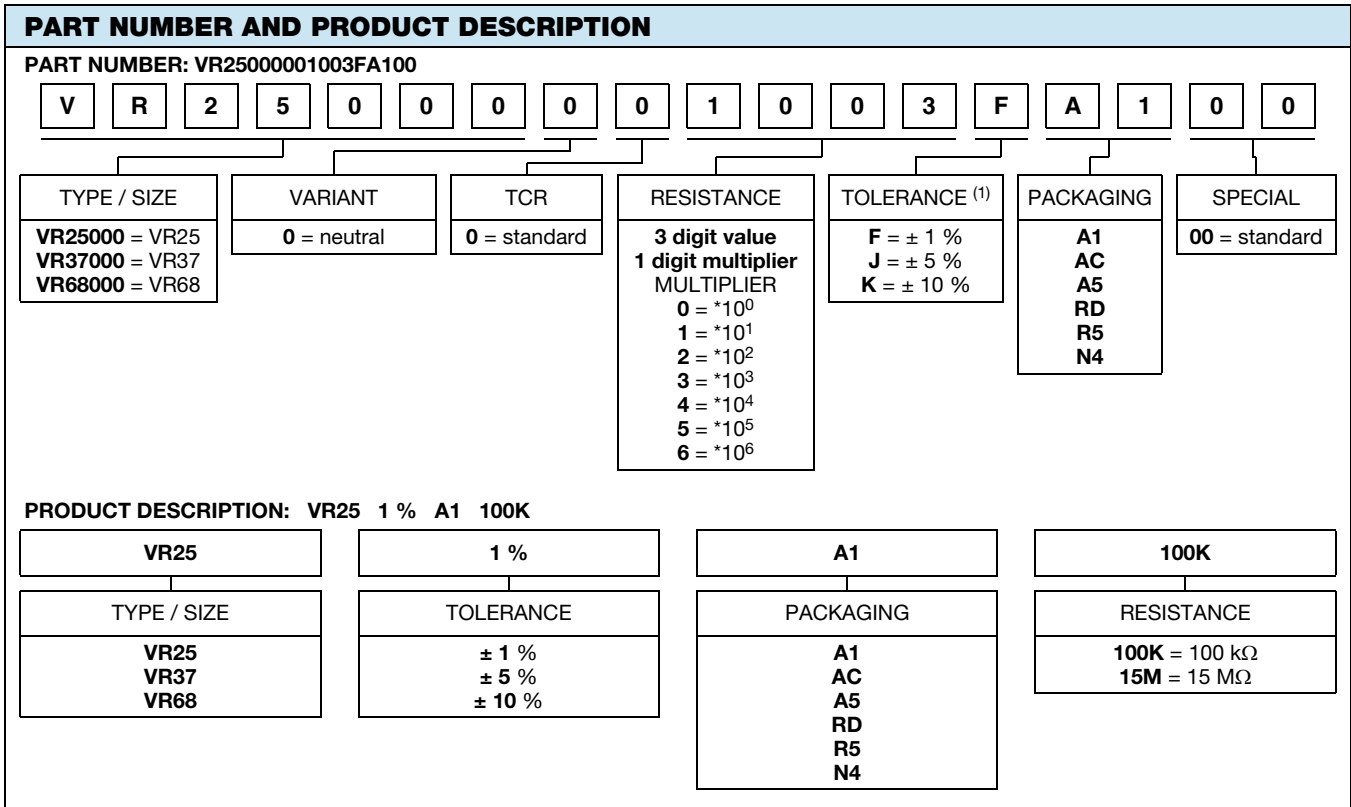 PART NUMBER AND PRODUCT DESCRIPTION
PART NUMBER: VR25000001003FA100
V R 2 5 0 0 0 0 0 1 0 0 3 F A 1 0 0
TYPE / SIZE
VR25000 = VR25
VR37000 = VR37
VR68000 = VR68
VARIANT
0 = neutral
TCR
0 = standard
RESISTANCE
3 digit value
1 digit multiplier
MULTIPLIER
0 = *10⁰
1 = *10¹
2 = *10²
3 = *10³
4 = *10⁴
5 = *10⁵
6 = *10⁶
TOLERANCE (1)
F = ± 1 %
J = ± 5 %
K = ± 10 %
PACKAGING
A1
AC
A5
RD
R5
N4
SPECIAL
00 = standard
PRODUCT DESCRIPTION: VR25 1 % A1 100K
VR25
TYPE / SIZE
VR25
VR37
VR68
1 %
TOLERANCE
± 1 %
± 5 %
± 10 %
A1
PACKAGING
A1
AC
A5
RD
R5
N4
100K
RESISTANCE
100K = 100 kΩ
15M = 15 MΩ